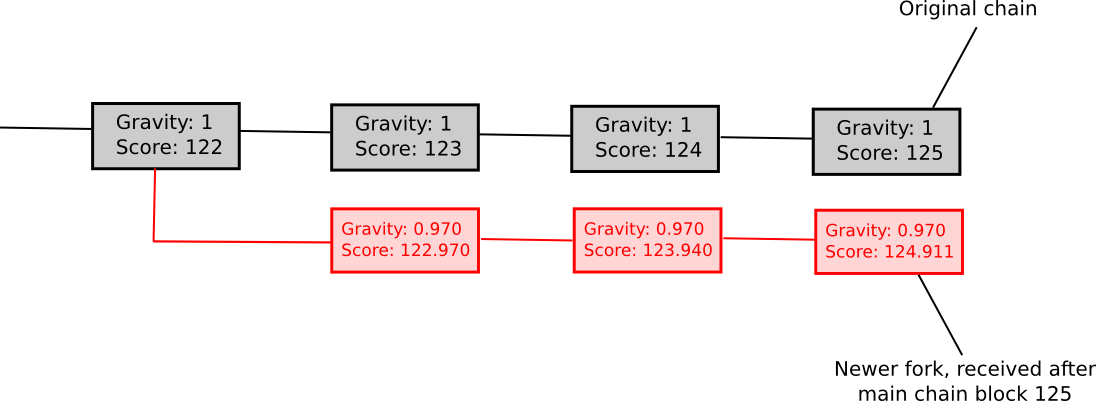 Original chain
Gravity: 1
Score: 122
Gravity: 1
Score: 123
Gravity: 1
Score: 124
Gravity: 1
Score: 125
Gravity: 0.970
Score: 122.970
Gravity: 0.970
Score: 123.940
Gravity: 0.970
Score: 124.911
Newer fork, received after
main chain block 125